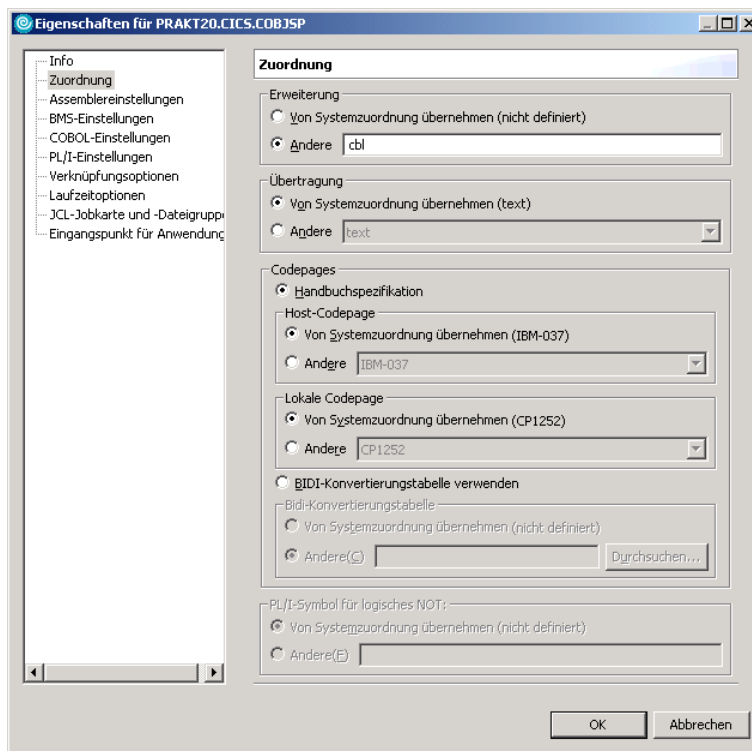 Eigenschaften für PRAKT20.CICS.COBJSP
Info
Zuordnung
Assemblereinstellungen
BMS-Einstellungen
COBOL-Einstellungen
PL/I-Einstellungen
Verknüpfungsoptionen
Laufzeitoptionen
JCL-Jobkarte und -Dateigruppe
Eingangspunkt für Anwendung
Zuordnung
Erweiterung
Von Systemzuordnung übernehmen (nicht definiert)
Andere cbl
Übertragung
Von Systemzuordnung übernehmen (text)
Andere text
Codepages
Handbuchspezifikation
Host-Codepage
Von Systemzuordnung übernehmen (IBM-037)
Andere IBM-037
Lokale Codepage
Von Systemzuordnung übernehmen (CP1252)
Andere CP1252
BIDI-Konvertierungstabelle verwenden
Bidi-Konvertierungstabelle
Von Systemzuordnung übernehmen (nicht definiert)
Andere(C) Durchsuchen...
PL/I-Symbol für logisches NOT:
Von Systemzuordnung übernehmen (nicht definiert)
Andere(F)
OK Abbrechen